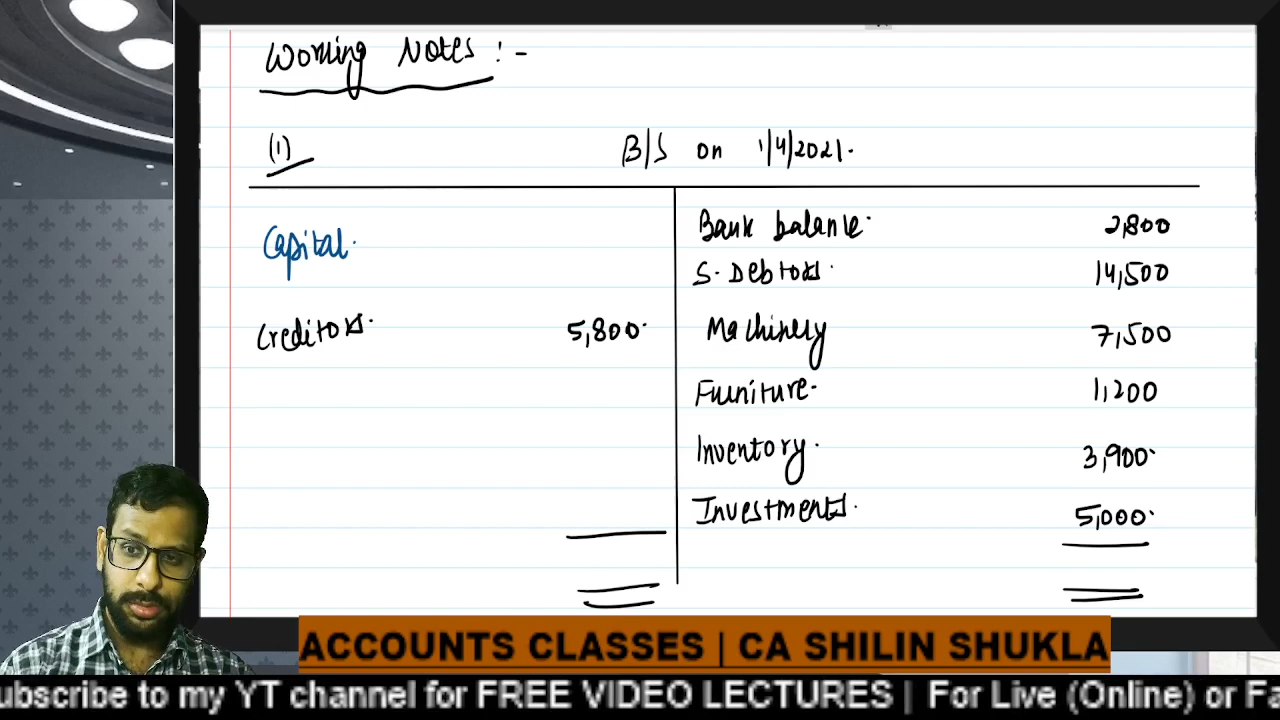 Working Notes :-
(1) B/S on 1/4/2021.
Capital.
Creditors. 5,800.
Bank balance. 2,800
S. Debtors. 14,500
Machinery 7,500
Furniture. 1,200
Inventory. 3,900.
Investments. 5,000.
ACCOUNTS CLASSES | CA SHILIN SHUKLA
ubscribe to my YT channel for FREE VIDEO LECTURES | For Live (Online) or Fa